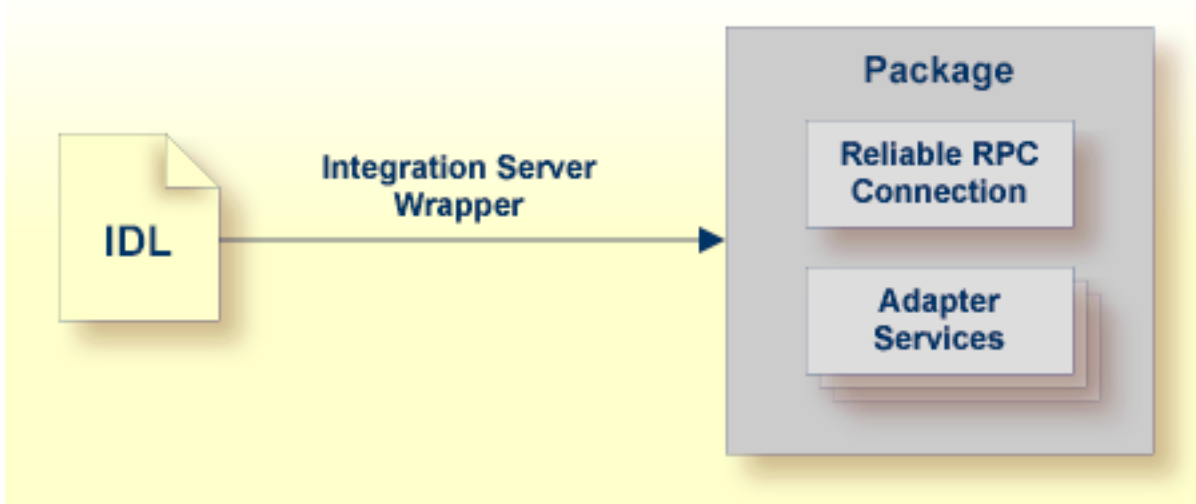 Package
Reliable RPC
Connection
Integration Server
Wrapper
IDL
Adapter
Services